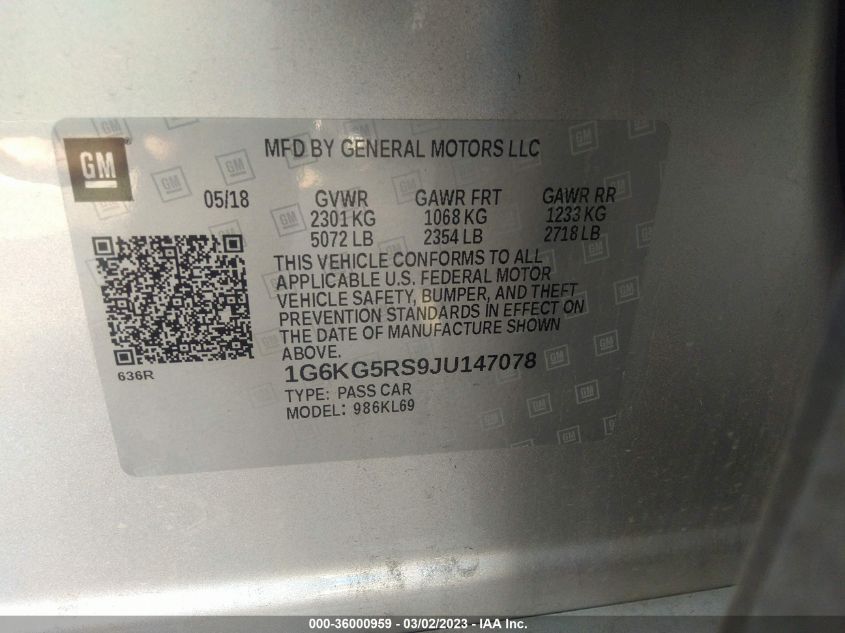 GM
MFD BY GENERAL MOTORS LLC
05/18 GVWR GAWR FRT GAWR RR
2301 KG 1068 KG 1233 KG
5072 LB 2354 LB 2718 LB
THIS VEHICLE CONFORMS TO ALL
APPLICABLE U.S. FEDERAL MOTOR
VEHICLE SAFETY, BUMPER, AND THEFT
PREVENTION STANDARDS IN EFFECT ON
THE DATE OF MANUFACTURE SHOWN
ABOVE.
636R
1G6KG5RS9JU147078
TYPE: PASS CAR
MODEL: 986KL69
000-36000959 - 03/02/2023 - IAA Inc.